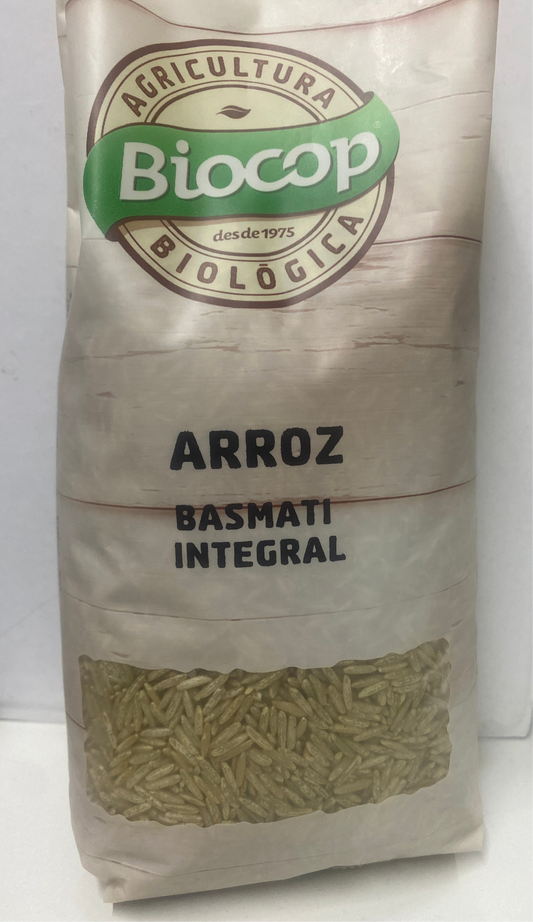 AGRICULTURA
Biocop®
desde 1975
BIOLÓGICA
ARROZ
BASMATI
INTEGRAL